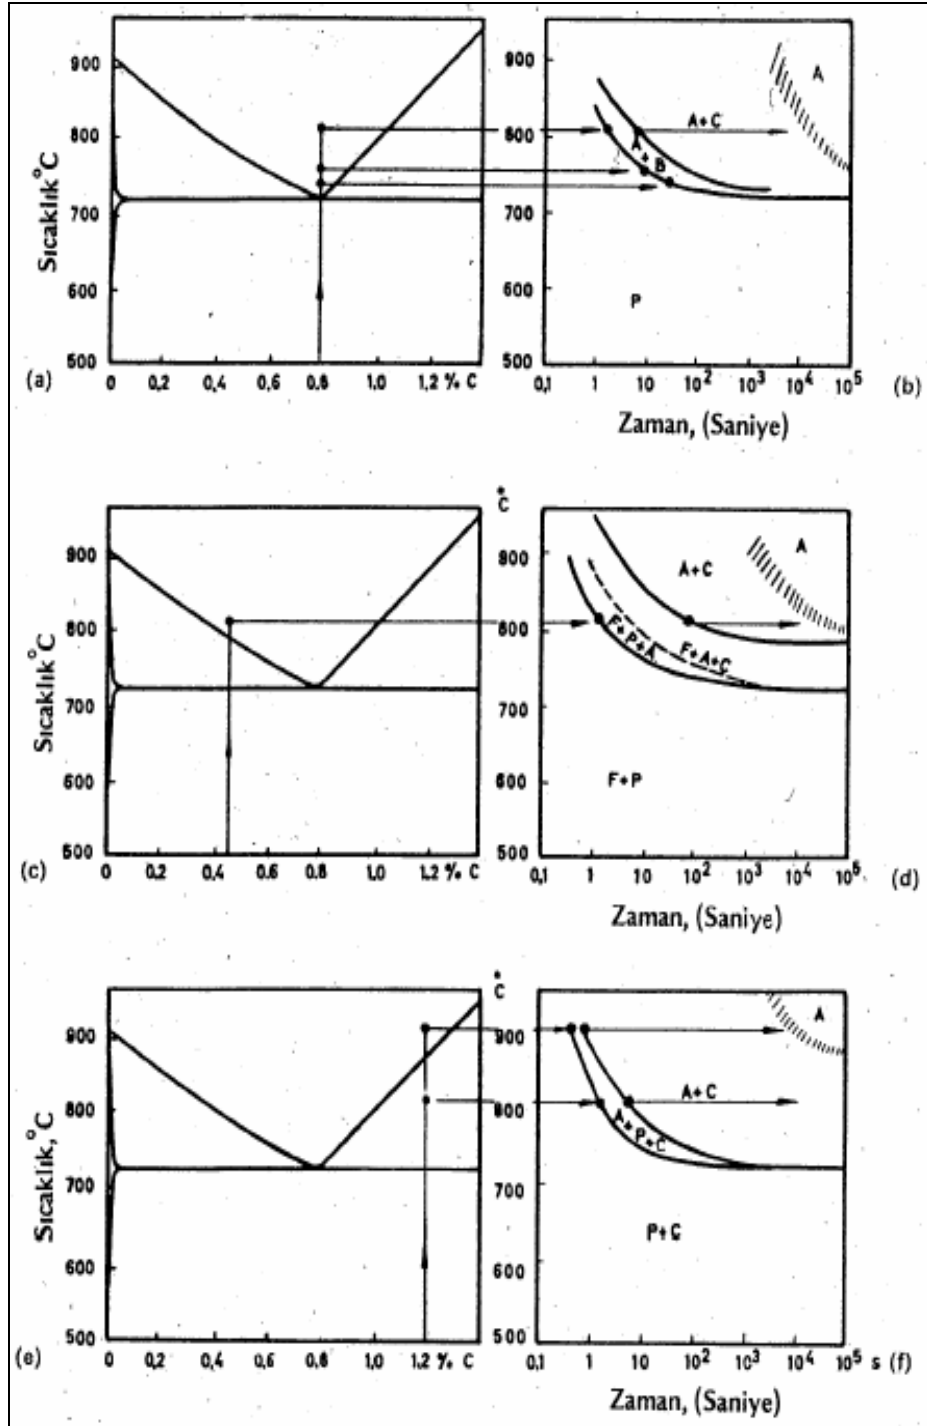 900
800
700
600
500
Sıcaklık°C
0 0,2 0,4 0,6 0,8 1,0 1,2 % C
(a)
900
800
700
600
500
A
A+C
A+B
P
0,1 1 10 10² 10³ 10⁴ 10⁵
(b)
Zaman, (Saniye)
900
800
700
600
500
Sıcaklık°C
0 0,2 0,4 0,6 0,8 1,0 1,2 % C
(c)
°C
900
800
700
600
500
A
A+C
F+P+A
F+A+C
F+P
0,1 1 10 10² 10³ 10⁴
(d)
Zaman, (Saniye)
900
800
700
600
500
Sıcaklık,°C
0 0,2 0,4 0,6 0,8 1,0 1,2 % C
(e)
°C
900
800
700
600
500
A
A+C
A+P+C
P+C
0,1 1 10 10² 10³ 10⁴ 10⁵ s
(f)
Zaman, (Saniye)